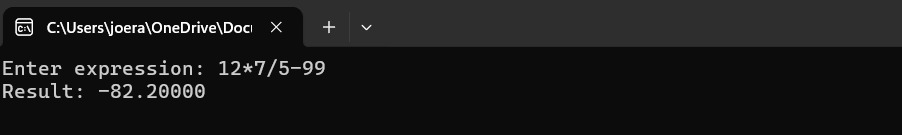 C:\Users\joera\OneDrive\Doc
Enter expression: 12*7/5-99
Result: -82.20000